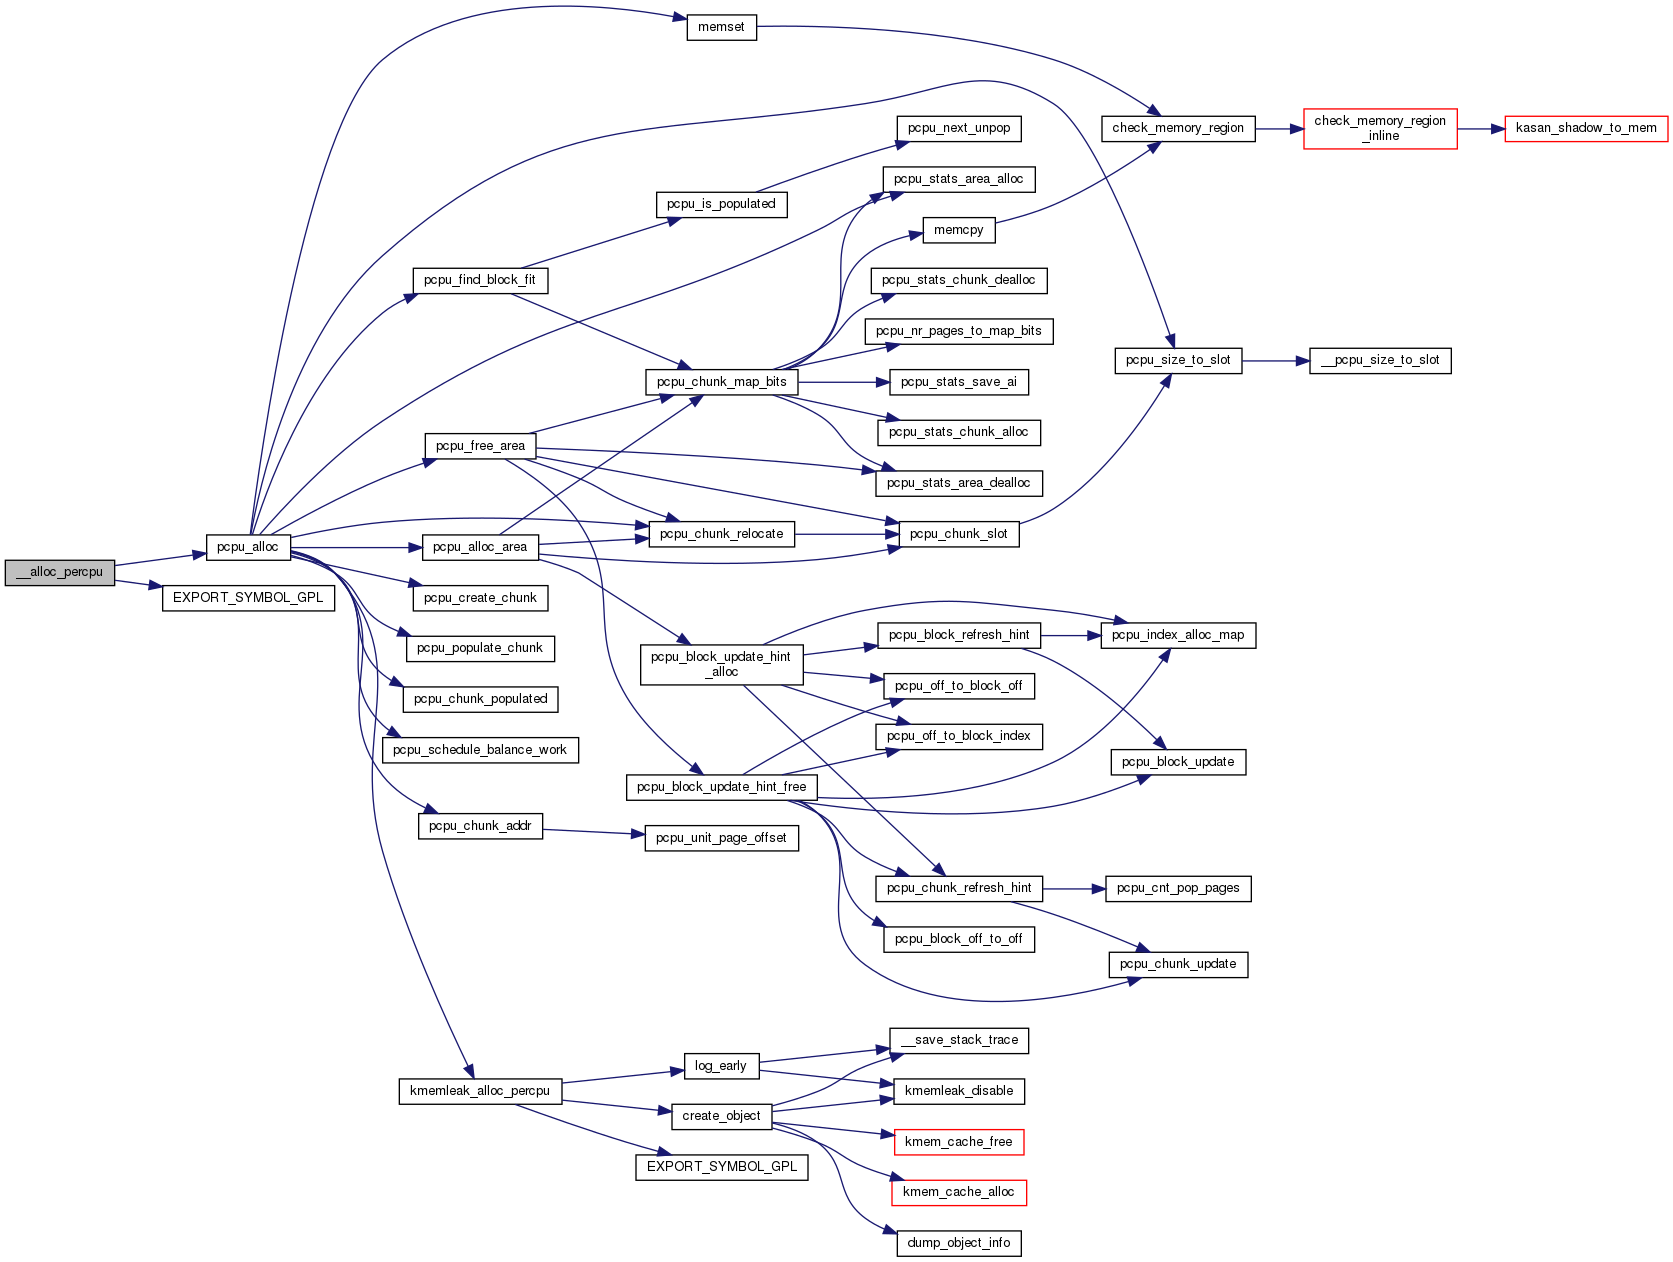 memset
pcpu_next_unpop
check_memory_region
check_memory_region
_inline
kasan_shadow_to_mem
pcpu_stats_area_alloc
pcpu_is_populated
memcpy
pcpu_find_block_fit
pcpu_stats_chunk_dealloc
pcpu_nr_pages_to_map_bits
pcpu_size_to_slot
__pcpu_size_to_slot
pcpu_chunk_map_bits
pcpu_stats_save_ai
pcpu_stats_chunk_alloc
pcpu_free_area
pcpu_stats_area_dealloc
pcpu_alloc
pcpu_alloc_area
pcpu_chunk_relocate
pcpu_chunk_slot
__alloc_percpu
EXPORT_SYMBOL_GPL
pcpu_create_chunk
pcpu_populate_chunk
pcpu_block_update_hint
_alloc
pcpu_block_refresh_hint
pcpu_index_alloc_map
pcpu_chunk_populated
pcpu_off_to_block_off
pcpu_schedule_balance_work
pcpu_off_to_block_index
pcpu_block_update
pcpu_block_update_hint_free
pcpu_chunk_addr
pcpu_unit_page_offset
pcpu_chunk_refresh_hint
pcpu_cnt_pop_pages
pcpu_block_off_to_off
pcpu_chunk_update
__save_stack_trace
log_early
kmemleak_alloc_percpu
kmemleak_disable
create_object
kmem_cache_free
EXPORT_SYMBOL_GPL
kmem_cache_alloc
dump_object_info